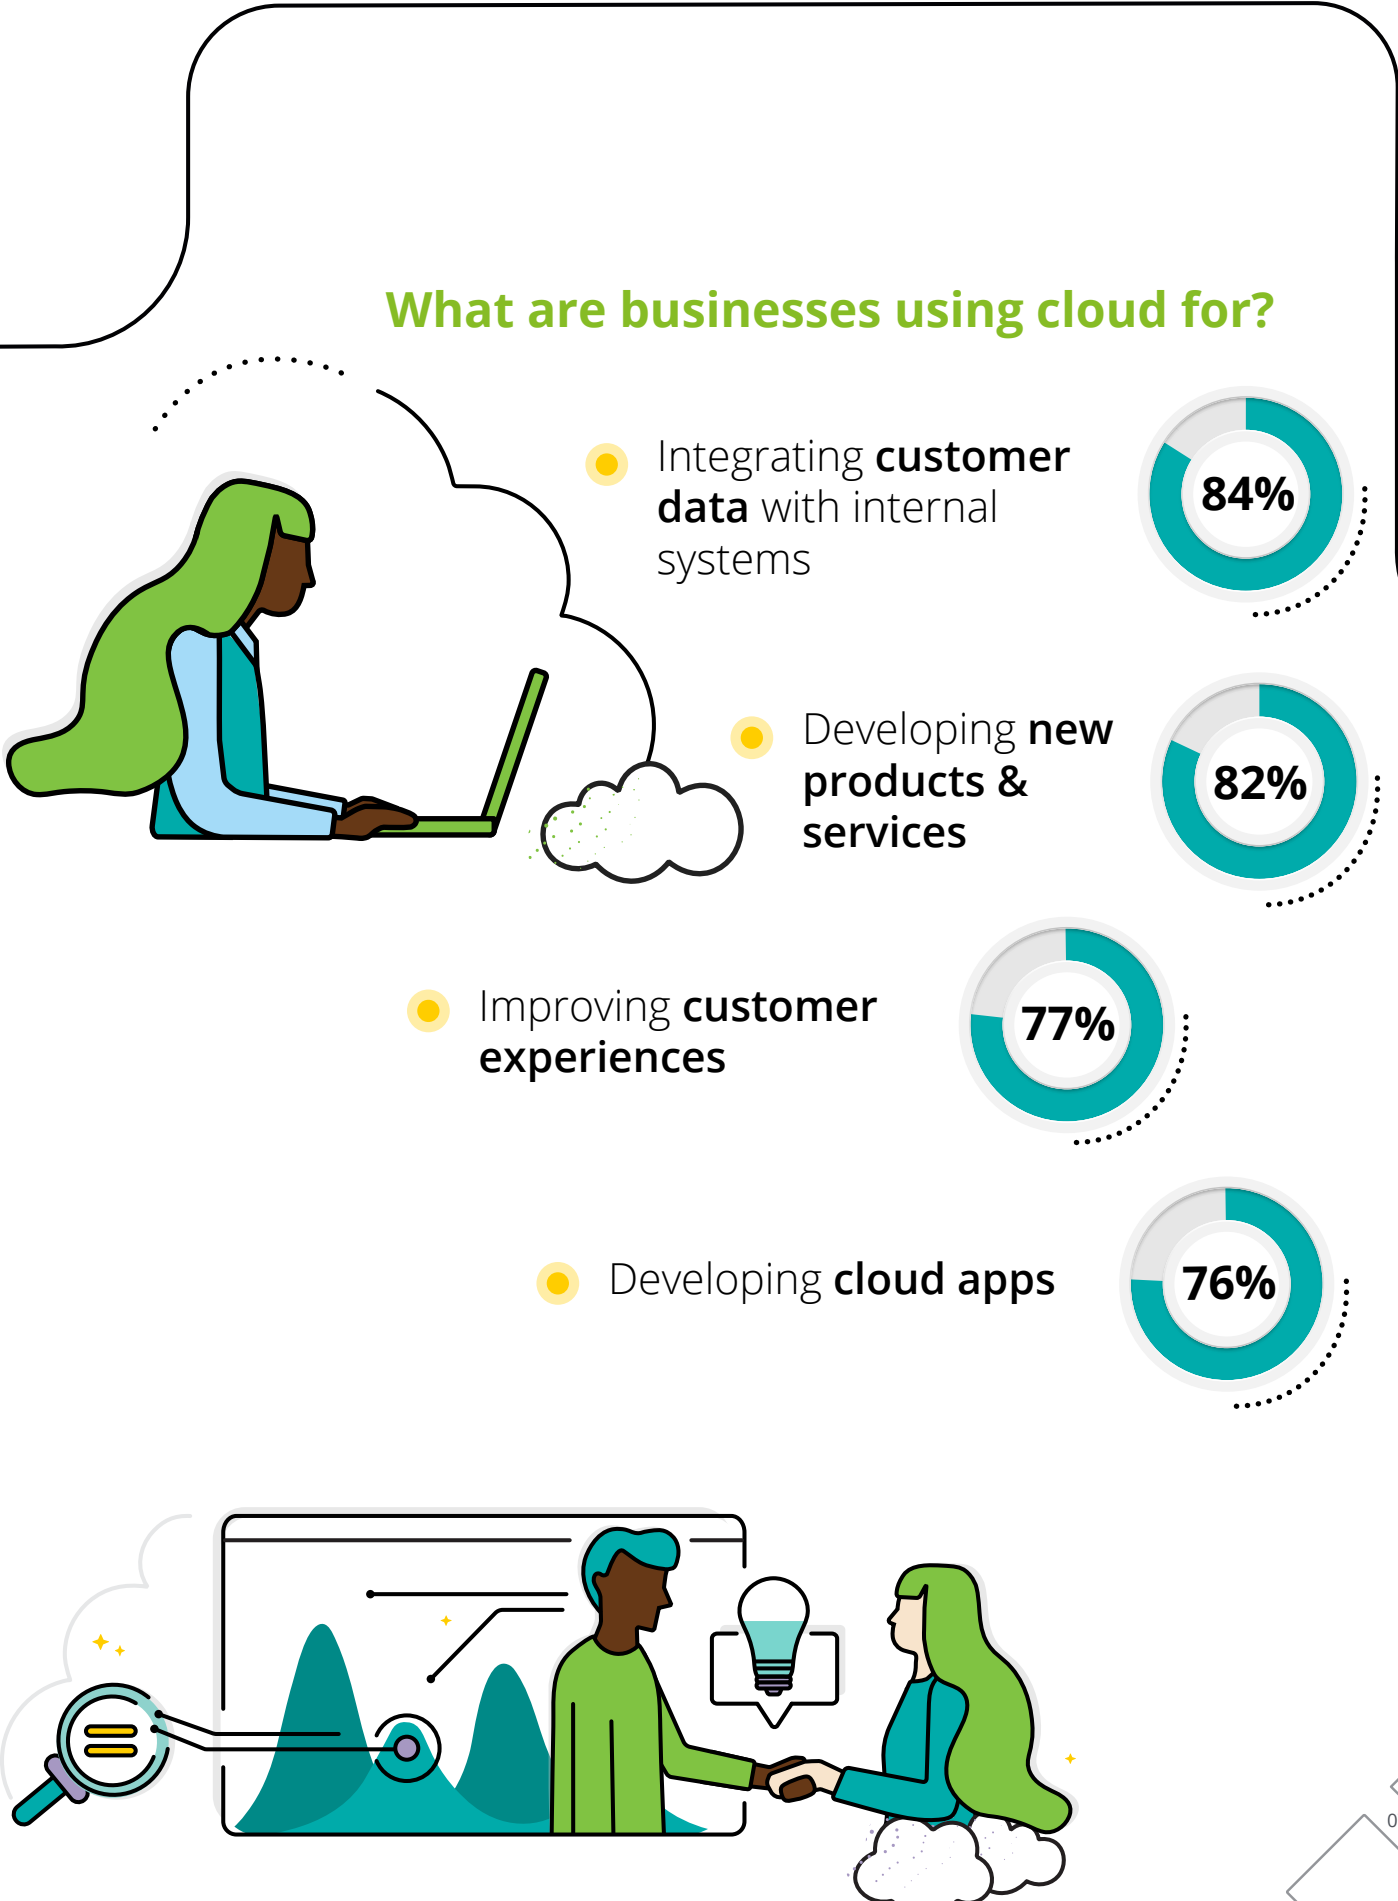 What are businesses using cloud for?
Integrating customer
data with internal
systems
84%
Developing new
products &
services
82%
Improving customer
experiences
77%
Developing cloud apps
76%
0